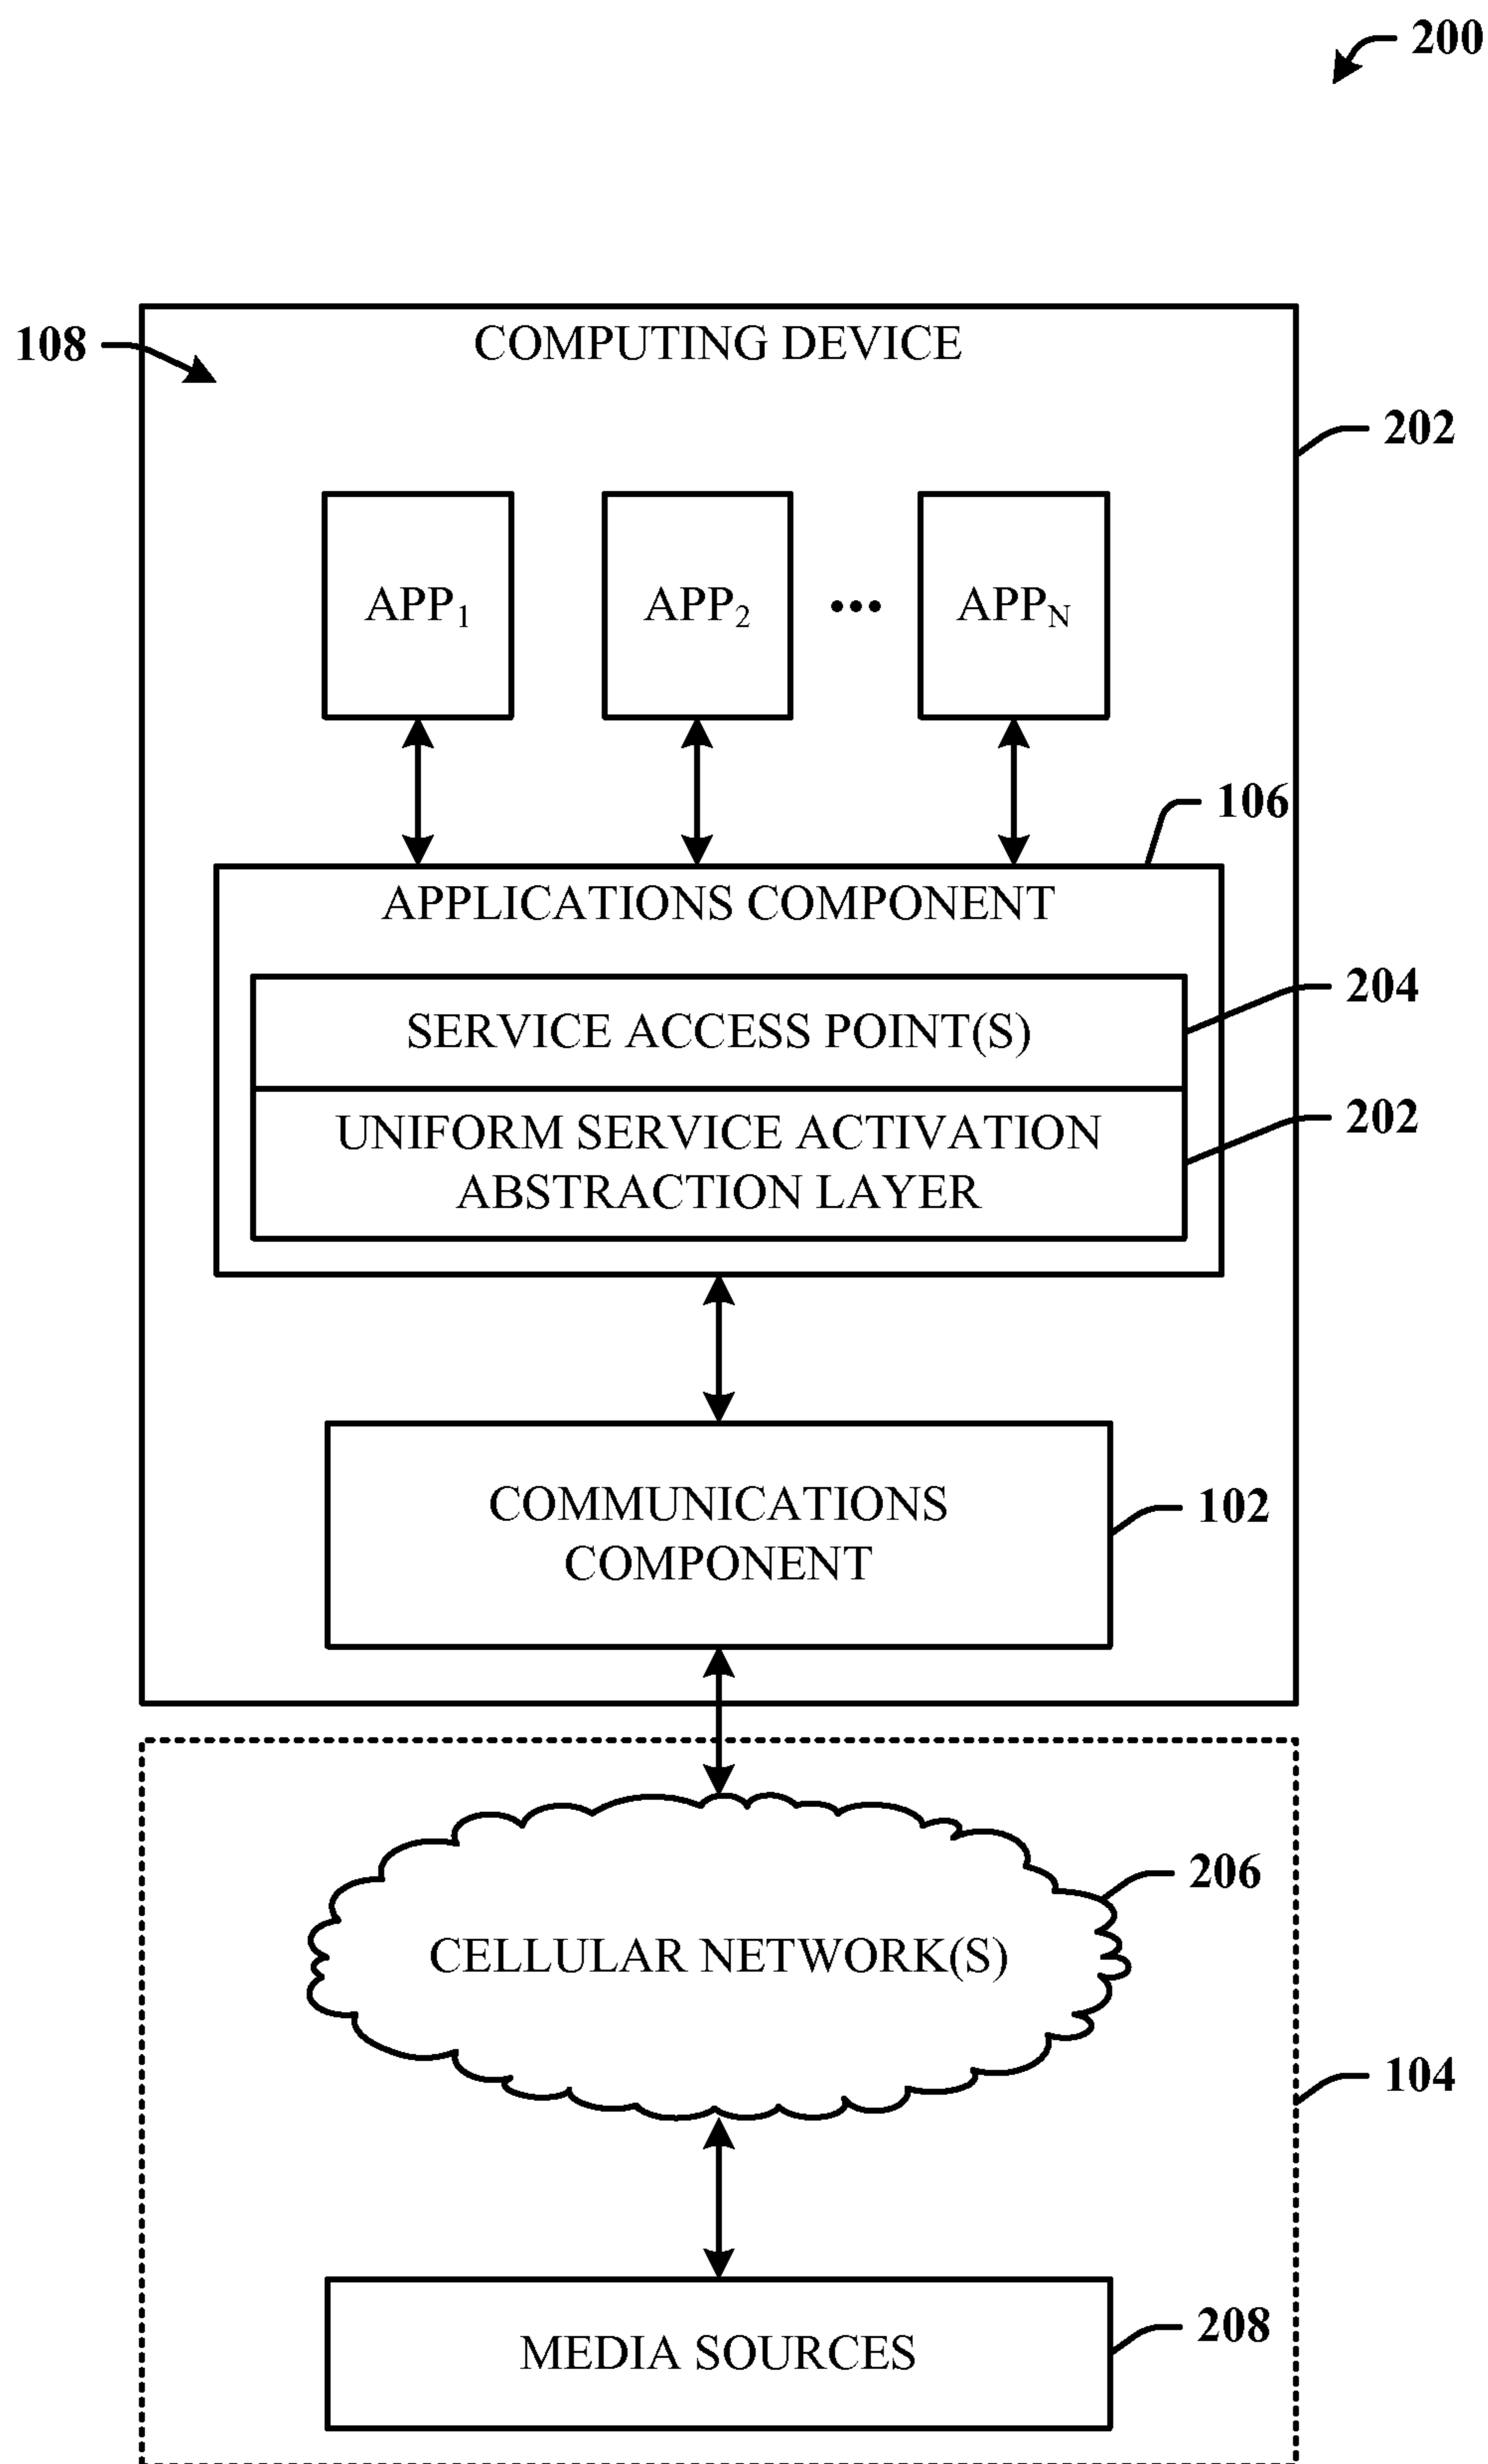 200
108
COMPUTING DEVICE
202
APP1
APP2
•••
APPN
106
APPLICATIONS COMPONENT
204
SERVICE ACCESS POINT(S)
202
UNIFORM SERVICE ACTIVATION
ABSTRACTION LAYER
COMMUNICATIONS
COMPONENT
102
206
CELLULAR NETWORK(S)
104
208
MEDIA SOURCES